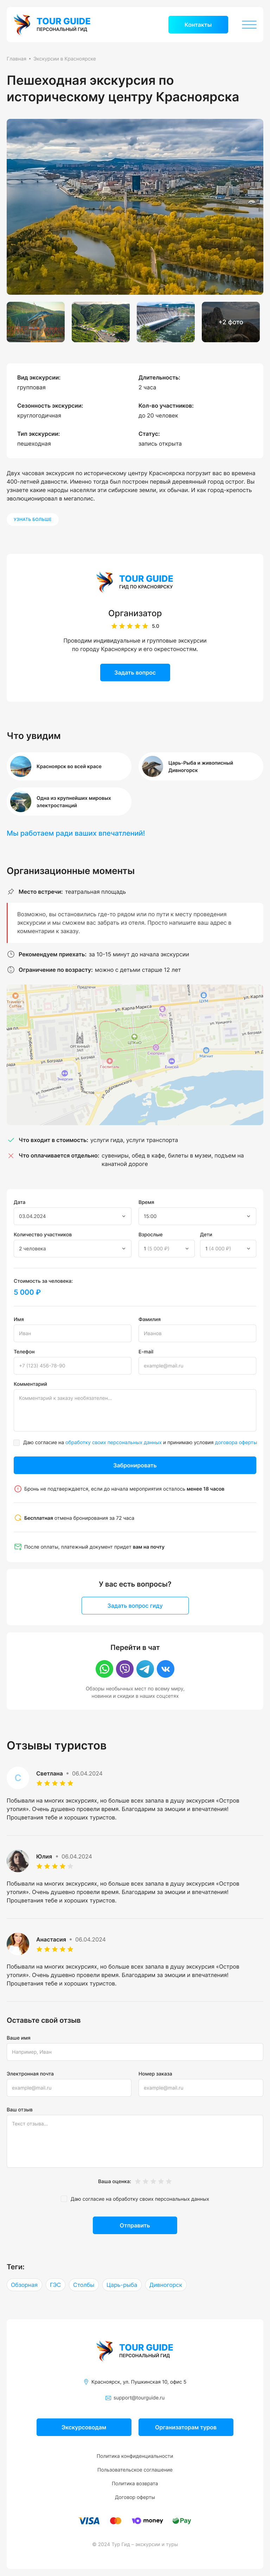 TOUR GUIDE
ПЕРСОНАЛЬНЫЙ ГИД
Контакты
Главная • Экскурсии в Красноярске
Пешеходная экскурсия по
историческому центру Красноярска
+2 фото
Вид экскурсии:
групповая
Длительность:
2 часа
Сезонность экскурсии:
круглогодичная
Кол-во участников:
до 20 человек
Тип экскурсии:
пешеходная
Статус:
запись открыта
Двух часовая экскурсия по историческому центру Красноярска погрузит вас во времена
400-летней давности. Именно тогда был построен первый деревянный город острог. Вы
узнаете какие народы населяли эти сибирские земли, их обычаи. И как город-крепость
эволюционировал в мегаполис.
УЗНАТЬ БОЛЬШЕ
TOUR GUIDE
ГИД ПО КРАСНОЯРСКУ
Организатор
5.0
Проводим индивидуальные и групповые экскурсии
по городу Красноярску и его окрестностям.
Задать вопрос
Что увидим
Красноярск во всей красе
Царь-Рыба и живописный
Дивногорск
Одна из крупнейших мировых
электростанций
Мы работаем ради ваших впечатлений!
Организационные моменты
Место встречи: театральная площадь
Возможно, вы остановились где-то рядом или по пути к месту проведения
экскурсии и мы сможем вас забрать из отеля. Просто напишите ваш адрес в
комментарии к заказу.
Рекомендуем приехать: за 10-15 минут до начала экскурсии
Ограничение по возрасту: можно с детьми старше 12 лет
Что входит в стоимость: услуги гида, услуги транспорта
Что оплачивается отдельно: сувениры, обед в кафе, билеты в музеи, подъем на
канатной дороге
Дата
03.04.2024
Время
15:00
Количество участников
2 человека
Взрослые
1 (5 000 ₽)
Дети
1 (4 000 ₽)
Стоимость за человека:
5 000 ₽
Имя
Иван
Фамилия
Иванов
Телефон
+7 (123) 456-78-90
E-mail
example@mail.ru
Комментарий
Комментарий к заказу необязателен...
Даю согласие на обработку своих персональных данных и принимаю условия договора оферты
Забронировать
Бронь не подтверждается, если до начала мероприятия осталось менее 18 часов
Бесплатная отмена бронирования за 72 часа
После оплаты, платежный документ придет вам на почту
У вас есть вопросы?
Задать вопрос гиду
Перейти в чат
Обзоры необычных мест по всему миру,
новинки и скидки в наших соцсетях
Отзывы туристов
С
Светлана • 06.04.2024
Побывали на многих экскурсиях, но больше всех запала в душу экскурсия «Остров
утопия». Очень душевно провели время. Благодарим за эмоции и впечатления!
Процветания тебе и хороших туристов.
Юлия • 06.04.2024
Побывали на многих экскурсиях, но больше всех запала в душу экскурсия «Остров
утопия». Очень душевно провели время. Благодарим за эмоции и впечатления!
Процветания тебе и хороших туристов.
Анастасия • 06.04.2024
Побывали на многих экскурсиях, но больше всех запала в душу экскурсия «Остров
утопия». Очень душевно провели время. Благодарим за эмоции и впечатления!
Процветания тебе и хороших туристов.
Оставьте свой отзыв
Ваше имя
Например, Иван
Электронная почта
example@mail.ru
Номер заказа
example@mail.ru
Ваш отзыв
Текст отзыва...
Ваша оценка:
Даю согласие на обработку своих персональных данных
Отправить
Теги:
Обзорная
ГЭС
Столбы
Царь-рыба
Дивногорск
TOUR GUIDE
ПЕРСОНАЛЬНЫЙ ГИД
Красноярск, ул. Пушкинская 10, офис 5
support@tourguide.ru
Экскурсоводам
Организаторам туров
Политика конфиденциальности
Пользовательское соглашение
Политика возврата
Договор оферты
VISA
money
Pay
© 2024 Тур Гид - экскурсии и туры